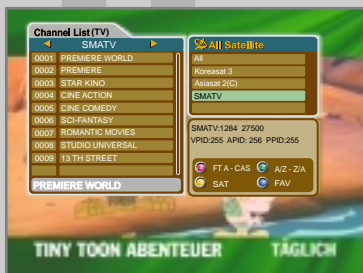 Channel List (TV)
SMATV
0001 PREMIERE WORLD
0002 PREMIERE
0003 STAR KINO
0004 CINE ACTION
0005 CINE COMEDY
0006 SCI-FANTASY
0007 ROMANTIC MOVIES
0008 STUDIO UNIVERSAL
0009 13 TH STREET
PREMIERE WORLD
All Satellite
All
Koreasat 3
Asiasat 2(C)
SMATV
SMATV:1284 27500
VPID:255 APID: 256 PPID:255
FT A - CAS
A/Z - Z/A
SAT
FAV
TINY TOON ABENTEUER TÄGLICH